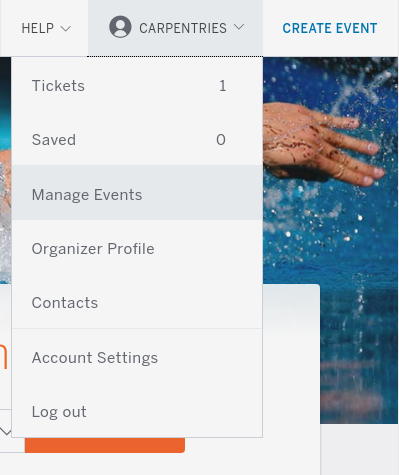 HELP CARPENTRIES CREATE EVENT
Tickets 1
Saved 0
Manage Events
Organizer Profile
Contacts
Account Settings
Log out